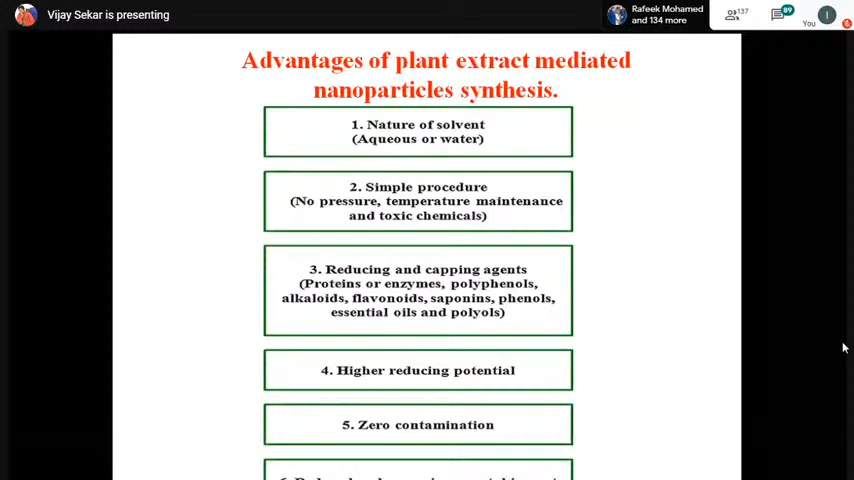 Vijay Sekar is presenting
Rafeek Mohamed
and 134 more
137
89
I
You
Advantages of plant extract mediated
nanoparticles synthesis.
1. Nature of solvent
(Aqueous or water)
2. Simple procedure
(No pressure, temperature maintenance
and toxic chemicals)
3. Reducing and capping agents
(Proteins or enzymes, polyphenols,
alkaloids, flavonoids, saponins, phenols,
essential oils and polyols)
4. Higher reducing potential
5. Zero contamination